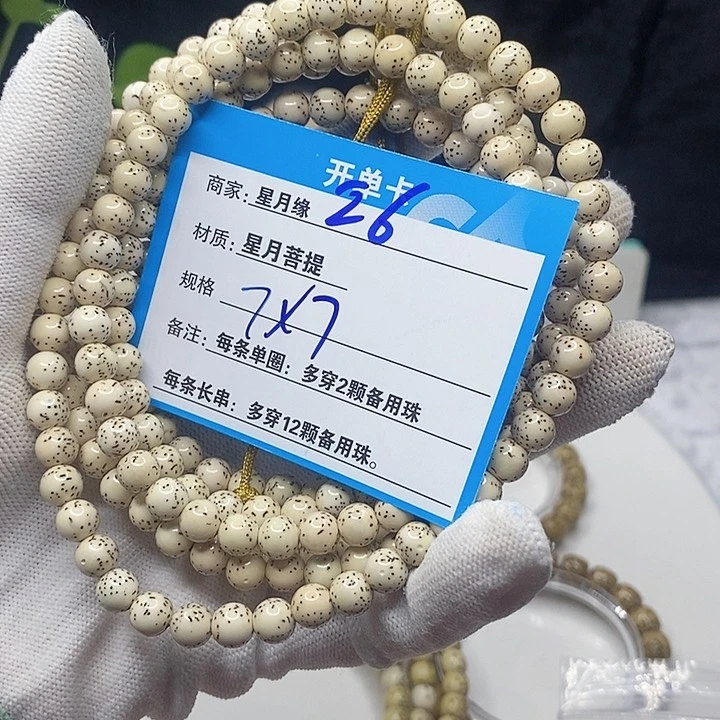 开单卡
商家：星月缘 26
材质：星月菩提
规格 7X7
备注：每条单圈：多穿2颗备用珠
每条长串：多穿12颗备用珠。